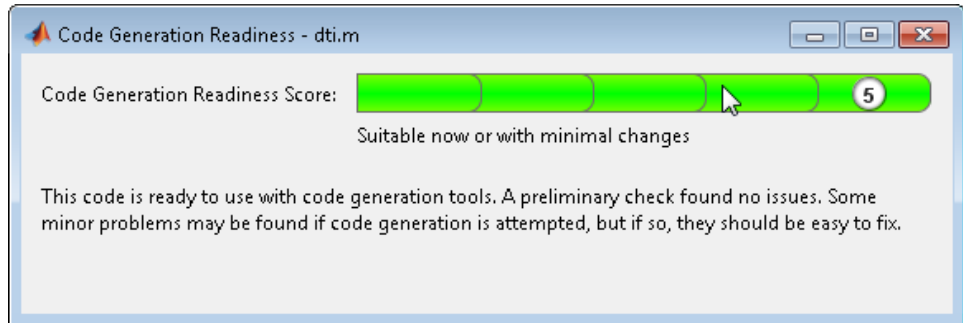 Code Generation Readiness - dti.m
Code Generation Readiness Score:
5
Suitable now or with minimal changes
This code is ready to use with code generation tools. A preliminary check found no issues. Some
minor problems may be found if code generation is attempted, but if so, they should be easy to fix.